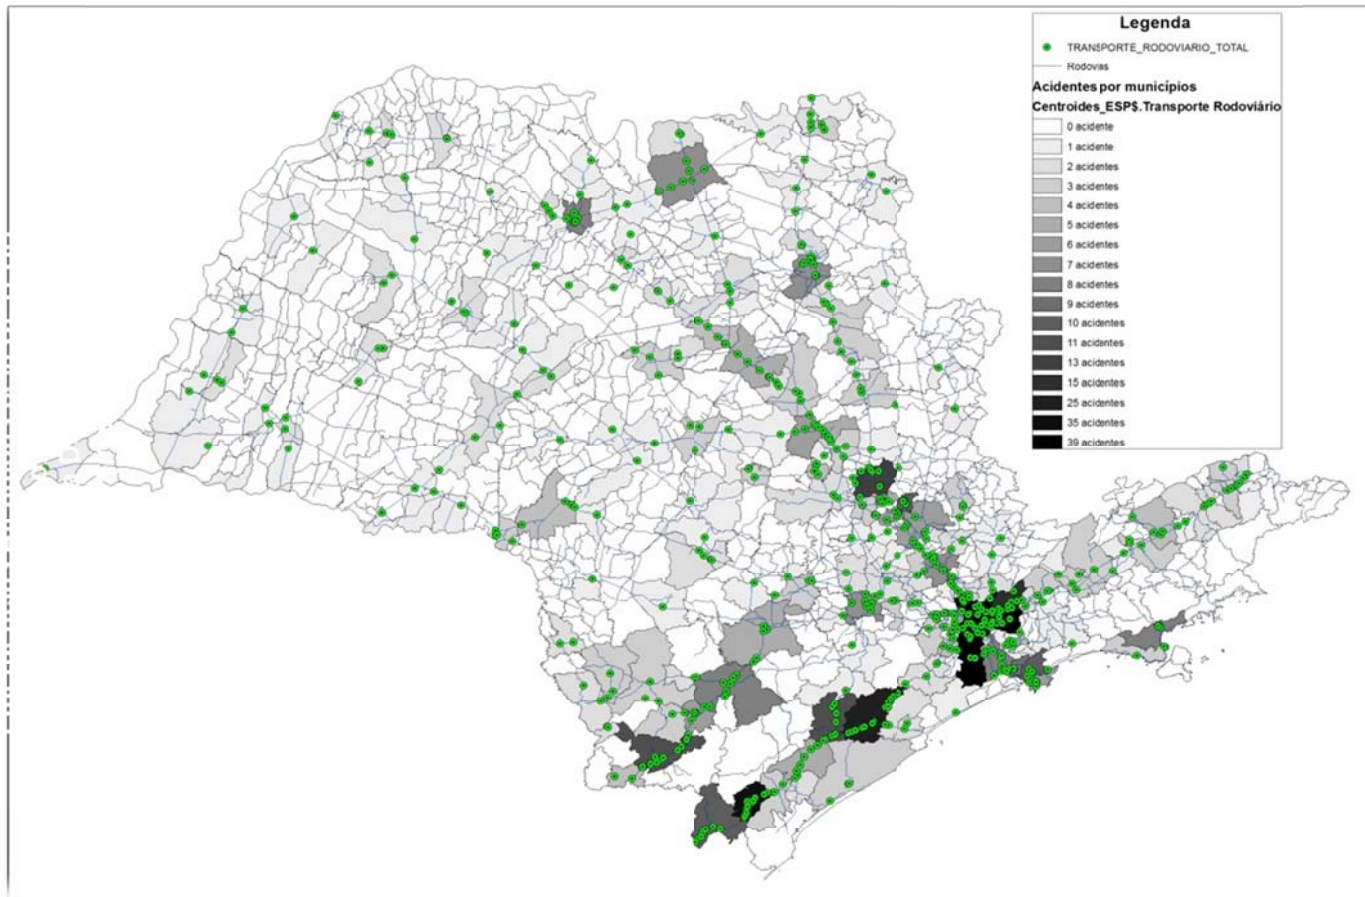 Legenda
TRANSPORTE_RODOVIARIO_TOTAL
Rodovias
Acidentes por municípios
Centroides_ESP$.Transporte Rodoviário
0 acidente
1 acidente
2 acidentes
3 acidentes
4 acidentes
5 acidentes
6 acidentes
7 acidentes
8 acidentes
9 acidentes
10 acidentes
11 acidentes
13 acidentes
15 acidentes
25 acidentes
35 acidentes
39 acidentes